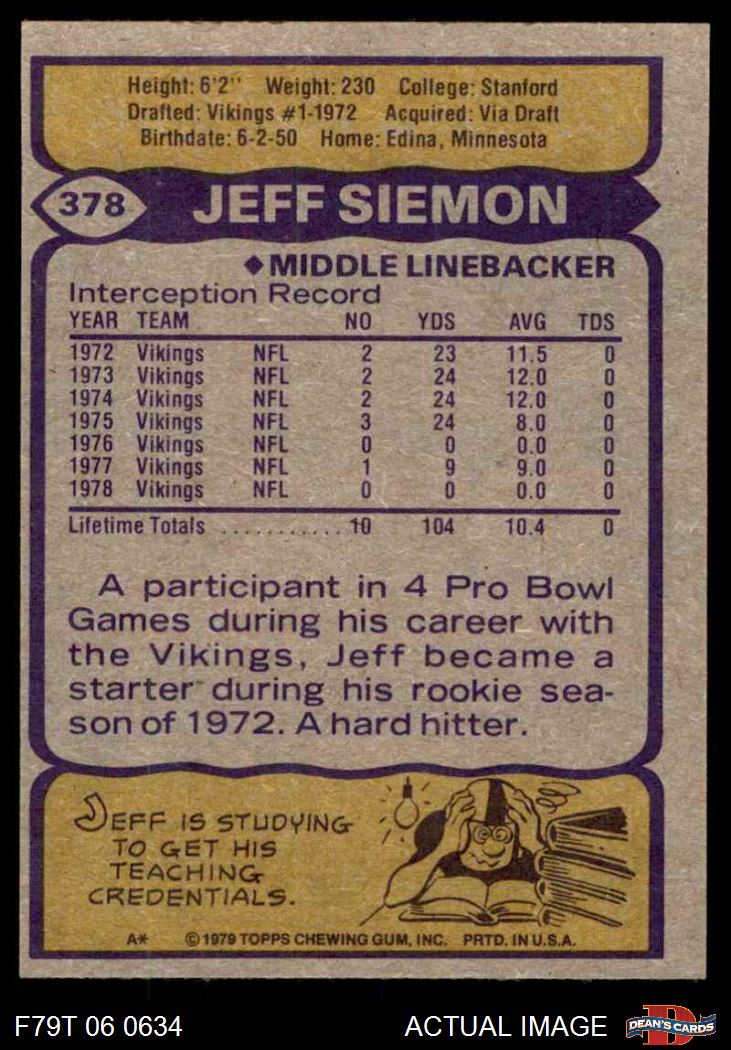 Height: 6'2" Weight: 230 College: Stanford
Drafted: Vikings #1-1972 Acquired: Via Draft
Birthdate: 6-2-50 Home: Edina, Minnesota
378 JEFF SIEMON
◆MIDDLE LINEBACKER
Interception Record
YEAR TEAM NO YDS AVG TDS
1972 Vikings NFL 2 23 11.5 0
1973 Vikings NFL 2 24 12.0 0
1974 Vikings NFL 2 24 12.0 0
1975 Vikings NFL 3 24 8.0 0
1976 Vikings NFL 0 0 0.0 0
1977 Vikings NFL 1 9 9.0 0
1978 Vikings NFL 0 0 0.0 0
Lifetime Totals ........... 10 104 10.4 0
A participant in 4 Pro Bowl
Games during his career with
the Vikings, Jeff became a
starter during his rookie sea-
son of 1972. A hard hitter.
JEFF IS STUDYING
TO GET HIS
TEACHING
CREDENTIALS.
A* © 1979 TOPPS CHEWING GUM, INC. PRTD. IN U.S.A.
F79T 06 0634 ACTUAL IMAGE D DEAN'S CARDS